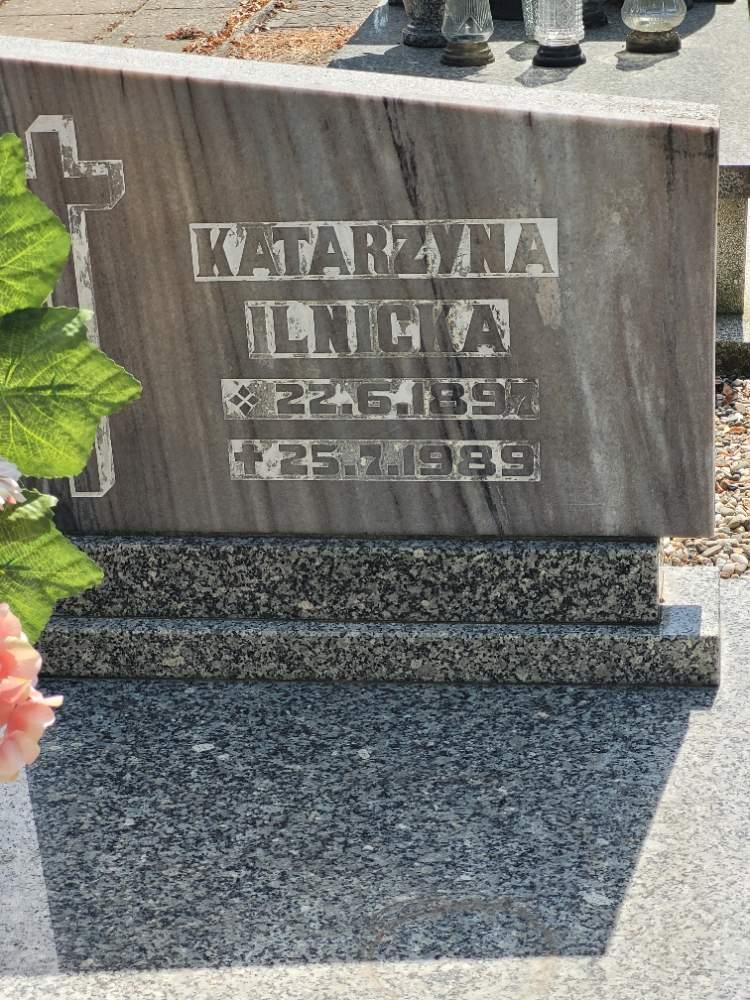 KATARZYNA
ILNICKA
❖ 22.6.1897
✝ 25.7.1989